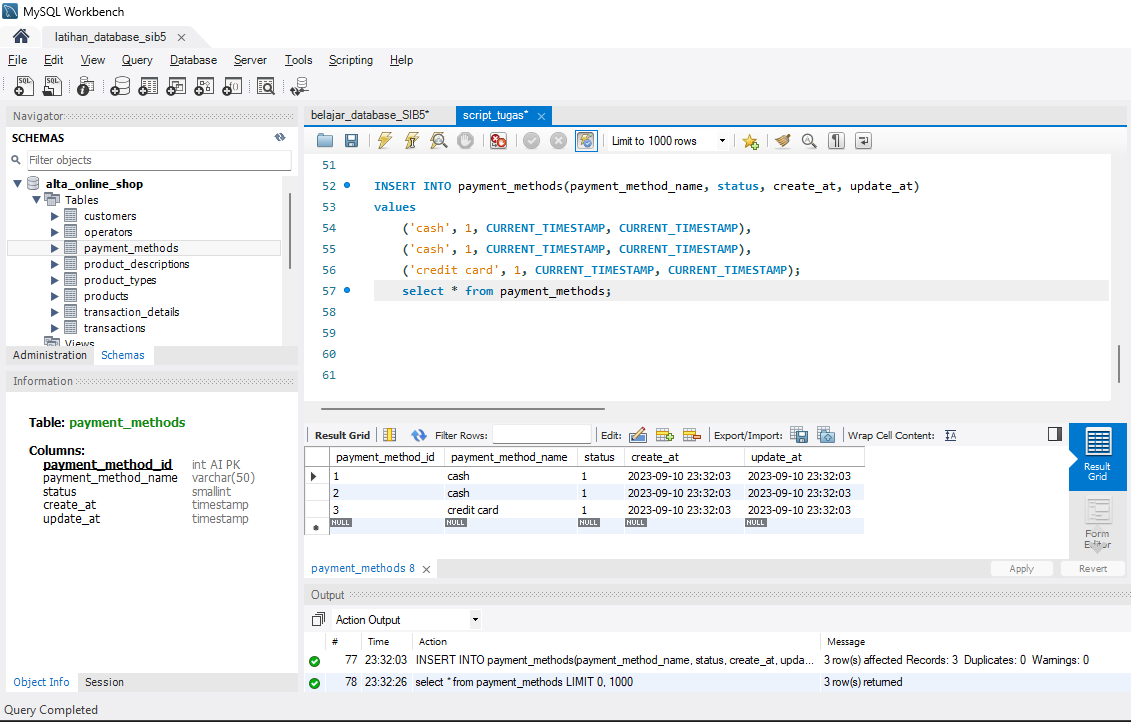 MySQL Workbench
latihan_database_sib5
File Edit View Query Database Server Tools Scripting Help
Navigator
SCHEMAS
Filter objects
alta_online_shop
Tables
customers
operators
payment_methods
product_descriptions
product_types
products
transaction_details
transactions
Views
Administration Schemas
Information
Table: payment_methods
Columns:
payment_method_id int AI PK
payment_method_name varchar(50)
status smallint
create_at timestamp
update_at timestamp
Object Info Session
belajar_database_SIB5* script_tugas*
Limit to 1000 rows
51
52 INSERT INTO payment_methods(payment_method_name, status, create_at, update_at)
53 values
54 ('cash', 1, CURRENT_TIMESTAMP, CURRENT_TIMESTAMP),
55 ('cash', 1, CURRENT_TIMESTAMP, CURRENT_TIMESTAMP),
56 ('credit card', 1, CURRENT_TIMESTAMP, CURRENT_TIMESTAMP);
57 select * from payment_methods;
58
59
60
61
Result Grid Filter Rows: Edit: Export/Import: Wrap Cell Content:
payment_method_id payment_method_name status create_at update_at
1 cash 1 2023-09-10 23:32:03 2023-09-10 23:32:03
2 cash 1 2023-09-10 23:32:03 2023-09-10 23:32:03
3 credit card 1 2023-09-10 23:32:03 2023-09-10 23:32:03
NULL NULL NULL NULL NULL
Result
Grid
Form
Editor
payment_methods 8 Apply Revert
Output
Action Output
# Time Action Message
77 23:32:03 INSERT INTO payment_methods(payment_method_name, status, create_at, upda... 3 row(s) affected Records: 3 Duplicates: 0 Warnings: 0
78 23:32:26 select * from payment_methods LIMIT 0, 1000 3 row(s) returned
Query Completed